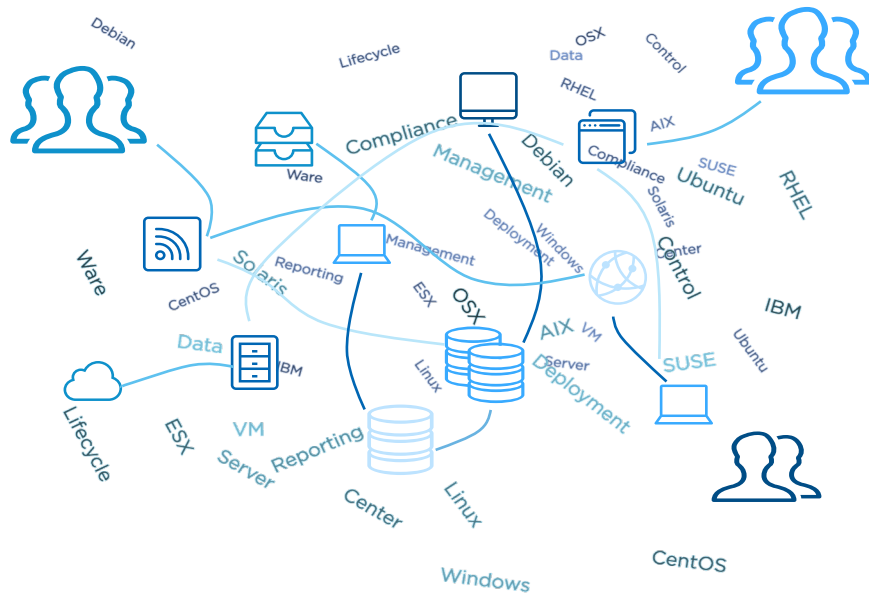 Debian
Lifecycle
OSX
Control
Data
RHEL
AIX
Compliance
Debian
Compliance
Management
Ware
SUSE
Ubuntu
RHEL
Solaris
Deployment
Windows
Management
Center
Control
Ware
Solaris
Reporting
CentOS
ESX
OSX
IBM
AIX
VM
Ubuntu
Data
IBM
Linux
Server
SUSE
Deployment
Lifecycle
ESX
VM
Server
Reporting
Center
Linux
CentOS
Windows